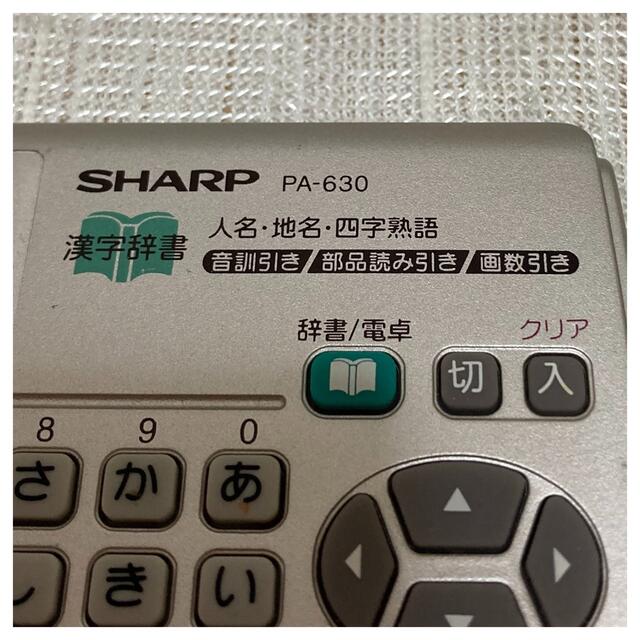 SHARP PA-630
漢字辞書
人名・地名・四字熟語
音訓引き/部品読み引き/画数引き
辞書/電卓
クリア
切 入
8 9 0
さ か あ
し き い